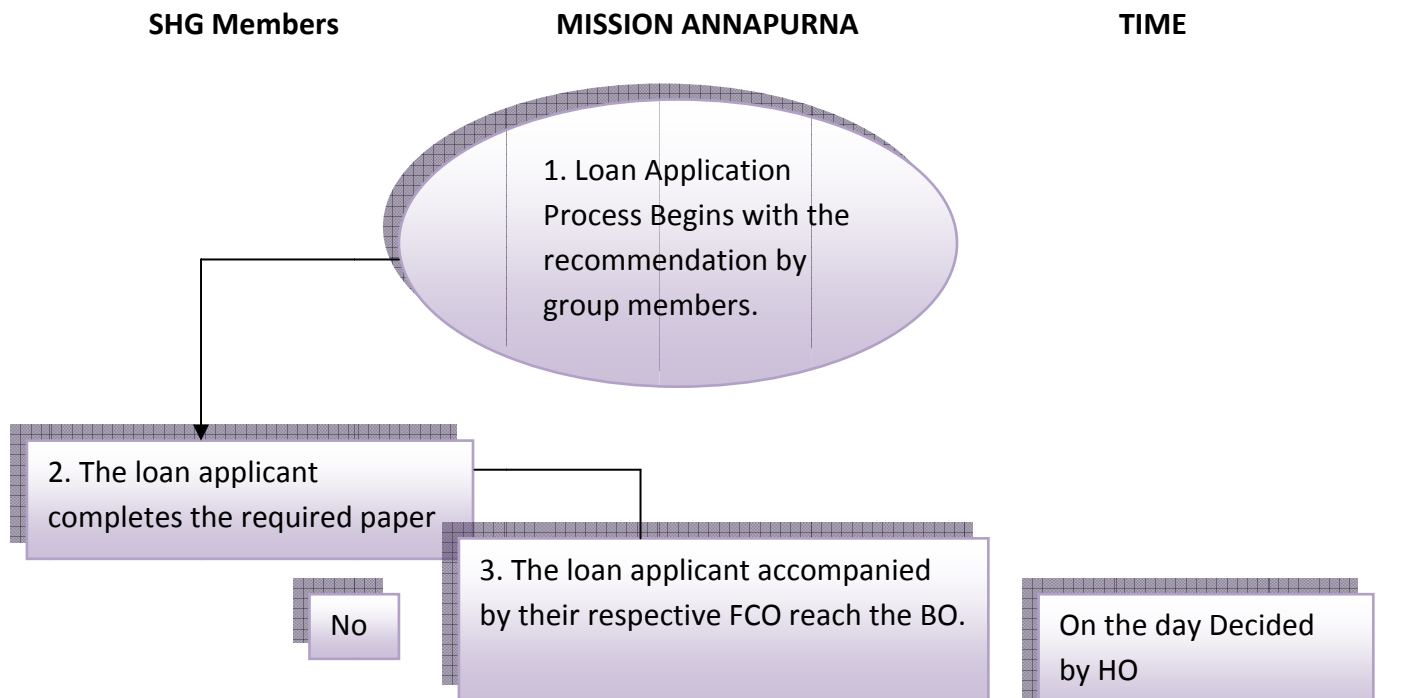 SHG Members MISSION ANNAPURNA TIME
1. Loan Application
Process Begins with the
recommendation by
group members.
2. The loan applicant
completes the required paper
3. The loan applicant accompanied
by their respective FCO reach the BO.
No
On the day Decided
by HO